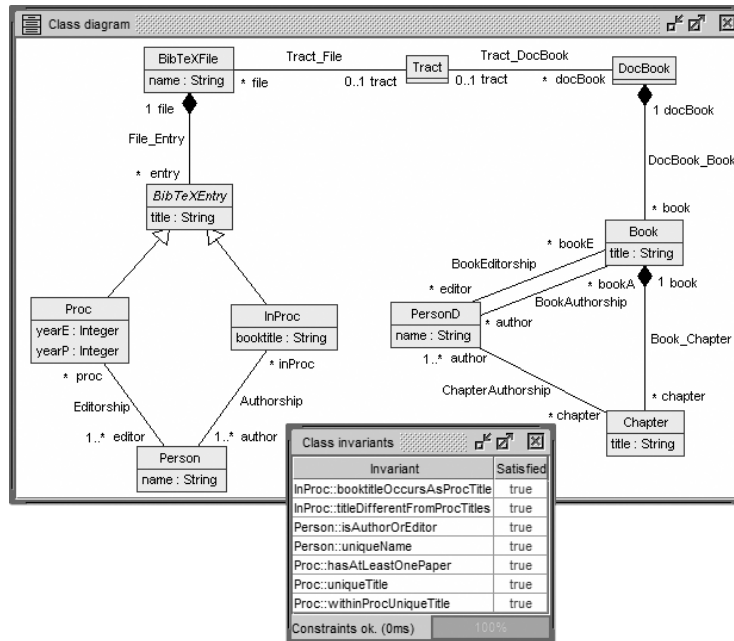 Class diagram
BibTeXFile
name : String
Tract_File
* file
0..1 tract
Tract
Tract_DocBook
0..1 tract
* docBook
DocBook
1 file
File_Entry
* entry
BibTeXEntry
title : String
1 docBook
DocBook_Book
* book
Book
title : String
* bookE
BookEditorship
* bookA
1 book
* editor
BookAuthorship
PersonD
name : String
* author
1..* author
Book_Chapter
ChapterAuthorship
* chapter
* chapter
Chapter
title : String
Proc
yearE : Integer
yearP : Integer
InProc
booktitle : String
* proc
* inProc
Editorship
Authorship
1..* editor
1..* author
Person
name : String
Class invariants
Invariant Satisfied
InProc::booktitleOccursAsProcTitle true
InProc::titleDifferentFromProcTitles true
Person::isAuthorOrEditor true
Person::uniqueName true
Proc::hasAtLeastOnePaper true
Proc::uniqueTitle true
Proc::withinProcUniqueTitle true
Constraints ok. (0ms) 100%